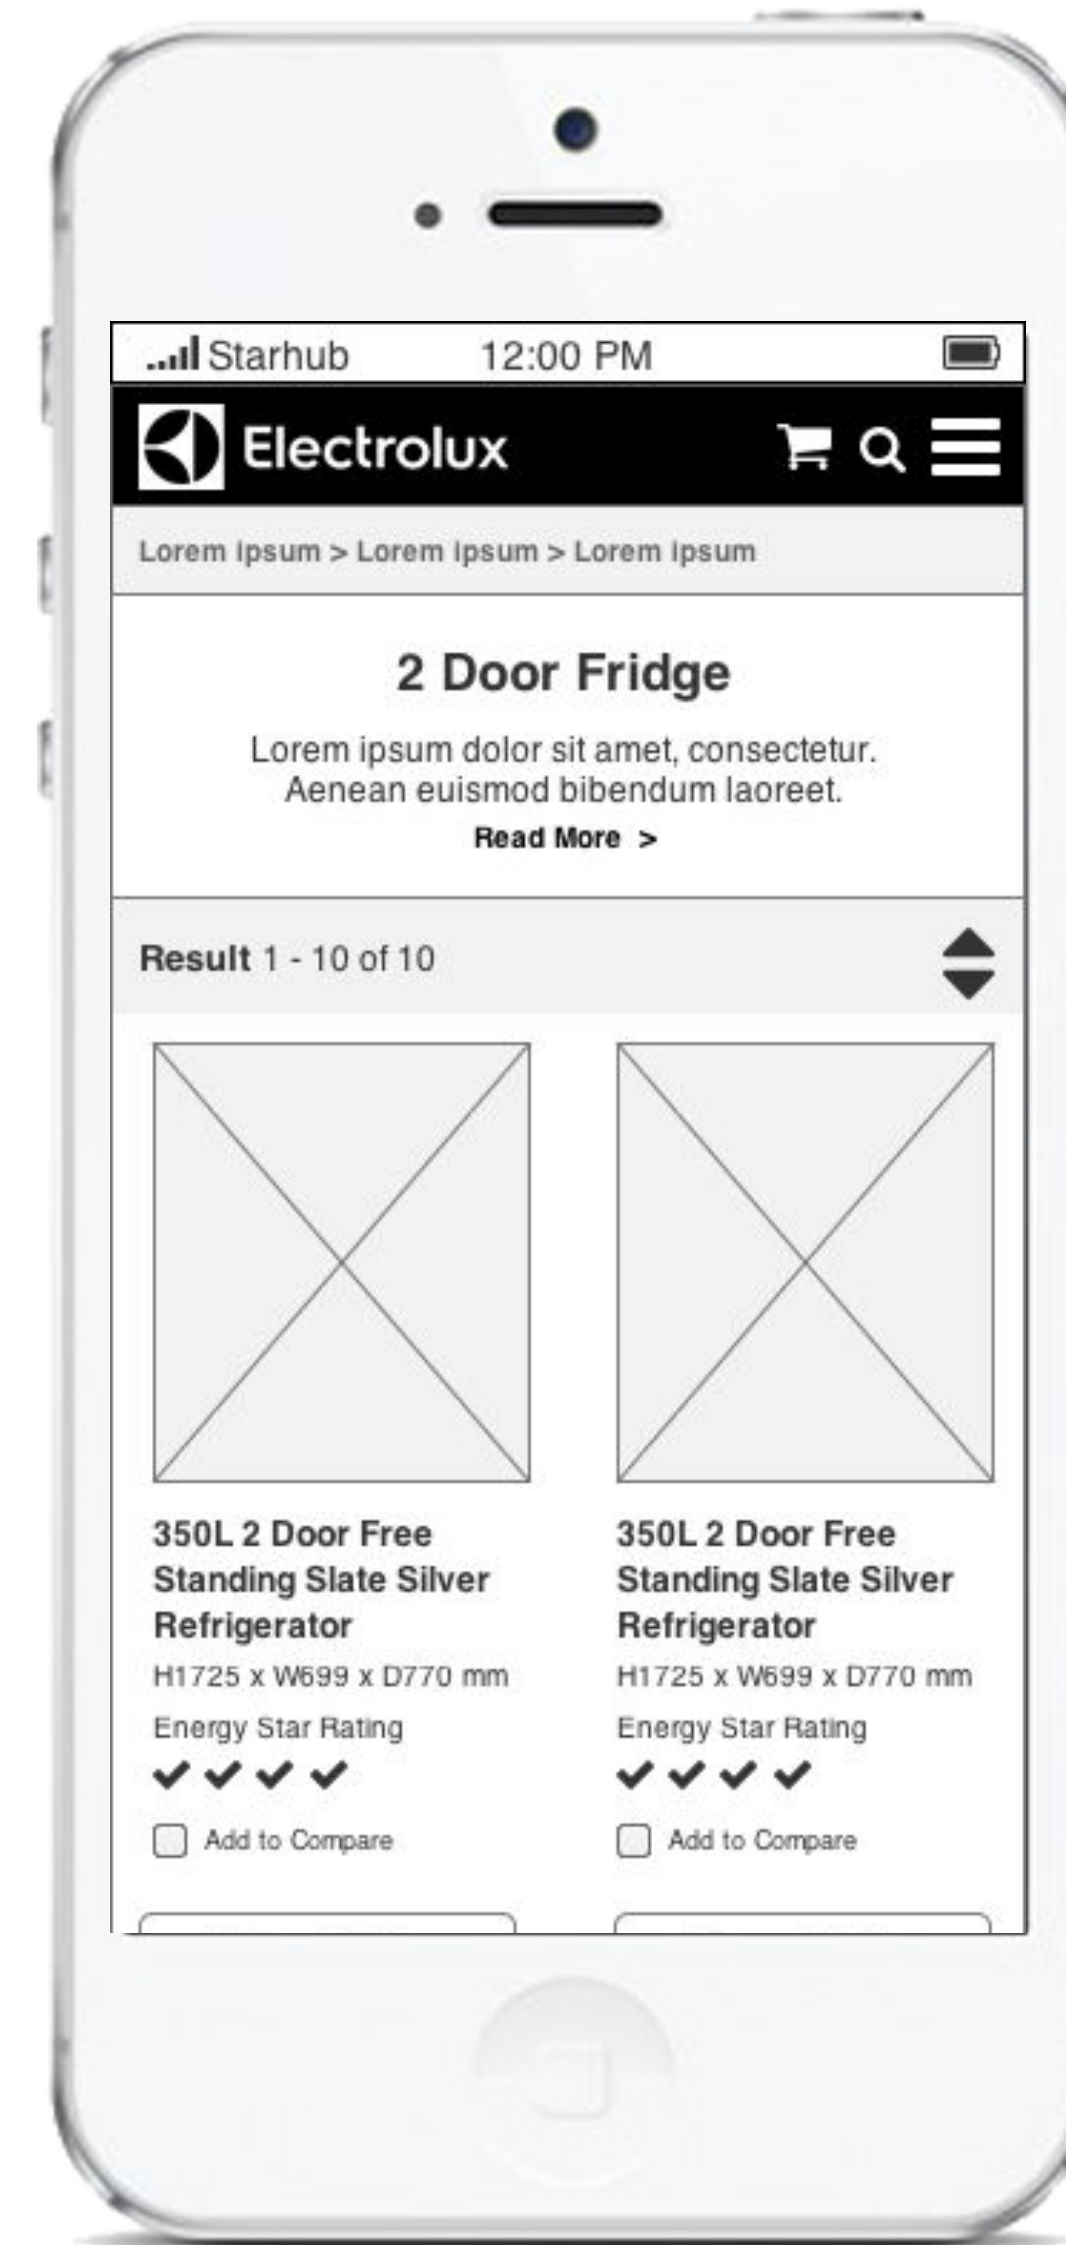 Starhub 12:00 PM
Electrolux
Lorem ipsum > Lorem ipsum > Lorem ipsum
2 Door Fridge
Lorem ipsum dolor sit amet, consectetur.
Aenean euismod bibendum laoreet.
Read More >
Result 1 - 10 of 10
350L 2 Door Free
Standing Slate Silver
Refrigerator
H1725 x W699 x D770 mm
Energy Star Rating
Add to Compare
350L 2 Door Free
Standing Slate Silver
Refrigerator
H1725 x W699 x D770 mm
Energy Star Rating
Add to Compare